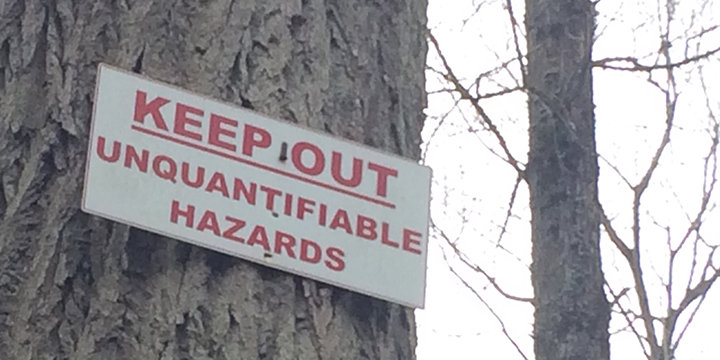 KEEP OUT
UNQUANTIFIABLE
HAZARDS